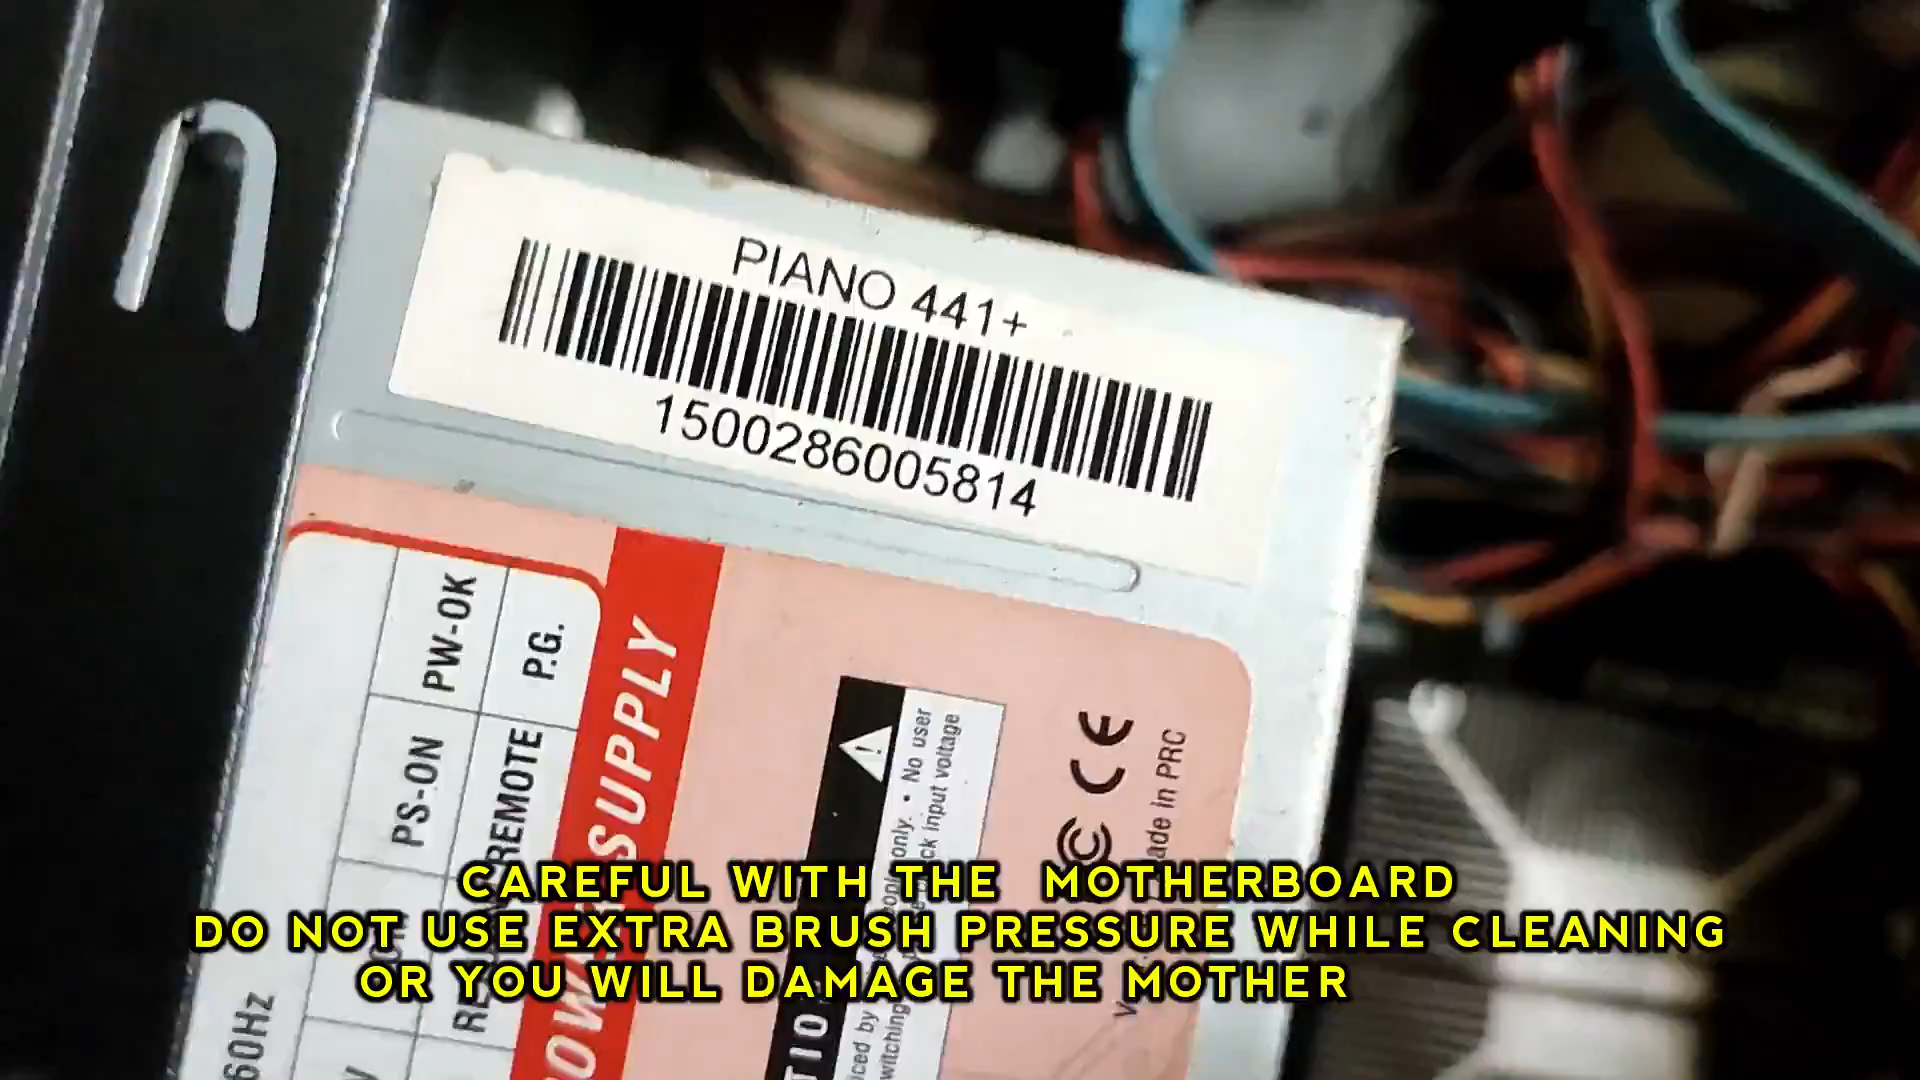 PIANO 441+
1500286005814
PW-OK
P.G.
PS-ON
REMOTE
SUPPLY
60Hz
No user
only.
input voltage
CE
FC
in PRC
CAREFUL WITH THE MOTHERBOARD
DO NOT USE EXTRA BRUSH PRESSURE WHILE CLEANING
OR YOU WILL DAMAGE THE MOTHER